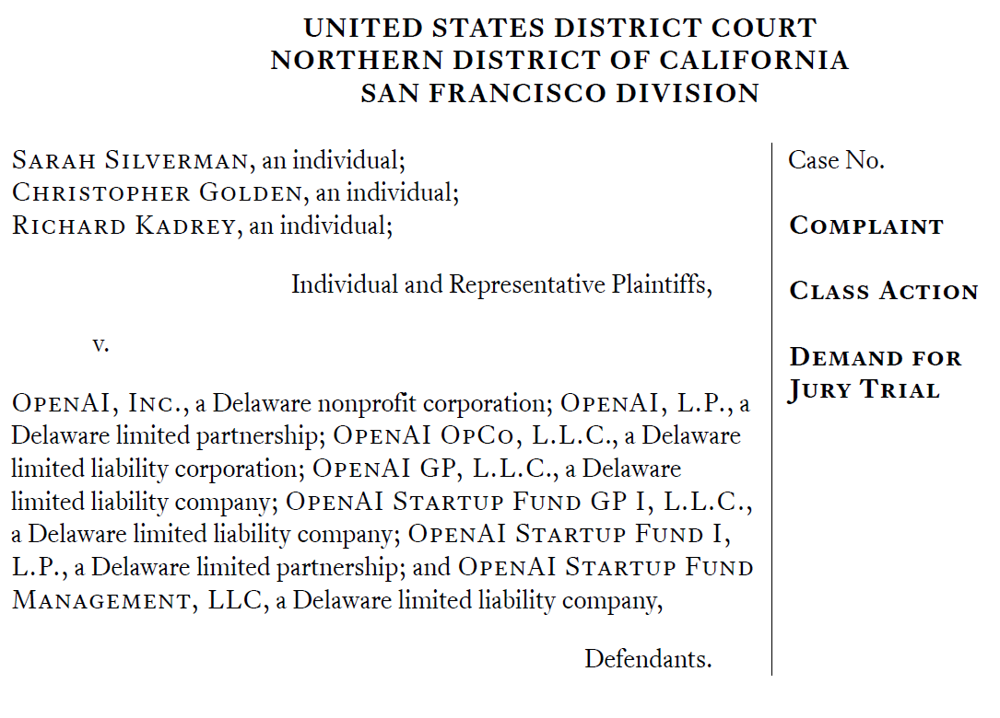 UNITED STATES DISTRICT COURT
NORTHERN DISTRICT OF CALIFORNIA
SAN FRANCISCO DIVISION
SARAH SILVERMAN, an individual;
CHRISTOPHER GOLDEN, an individual;
RICHARD KADREY, an individual;
Individual and Representative Plaintiffs,
v.
OPENAI, INC., a Delaware nonprofit corporation; OPENAI, L.P., a
Delaware limited partnership; OPENAI OPCO, L.L.C., a Delaware
limited liability corporation; OPENAI GP, L.L.C., a Delaware
limited liability company; OPENAI STARTUP FUND GP I, L.L.C.,
a Delaware limited liability company; OPENAI STARTUP FUND I,
L.P., a Delaware limited partnership; and OPENAI STARTUP FUND
MANAGEMENT, LLC, a Delaware limited liability company,
Defendants.
Case No.
COMPLAINT
CLASS ACTION
DEMAND FOR
JURY TRIAL